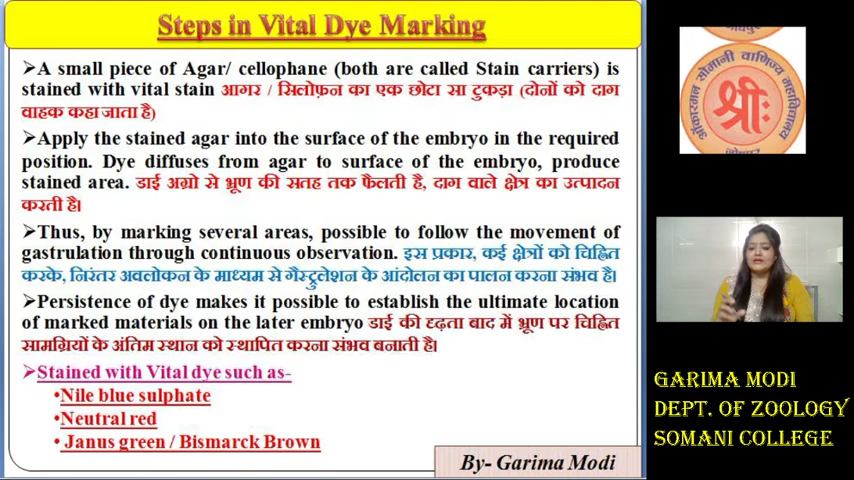 Steps in Vital Dye Marking
➢A small piece of Agar/ cellophane (both are called Stain carriers) is
stained with vital stain आगर / सिलोफ़न का एक छोटा सा टुकड़ा (दोनों को दाग
वाहक कहा जाता है)
➢Apply the stained agar into the surface of the embryo in the required
position. Dye diffuses from agar to surface of the embryo, produce
stained area. डाई अग्रो से भ्रूण की सतह तक फैलती है, दाग वाले क्षेत्र का उत्पादन
करती है।
➢Thus, by marking several areas, possible to follow the movement of
gastrulation through continuous observation. इस प्रकार, कई क्षेत्रों को चिह्नित
करके, निरंतर अवलोकन के माध्यम से गैस्ट्रुलेशन के आंदोलन का पालन करना संभव है।
➢Persistence of dye makes it possible to establish the ultimate location
of marked materials on the later embryo डाई की दृढ़ता बाद में भ्रूण पर चिह्नित
सामग्रियों के अंतिम स्थान को स्थापित करना संभव बनाती है।
➢Stained with Vital dye such as-
•Nile blue sulphate
•Neutral red
•Janus green / Bismarck Brown
By- Garima Modi
ओंकारमल सोमानी वाणिज्य महाविद्यालय
श्रीः
जोधपुर
GARIMA MODI
DEPT. OF ZOOLOGY
SOMANI COLLEGE